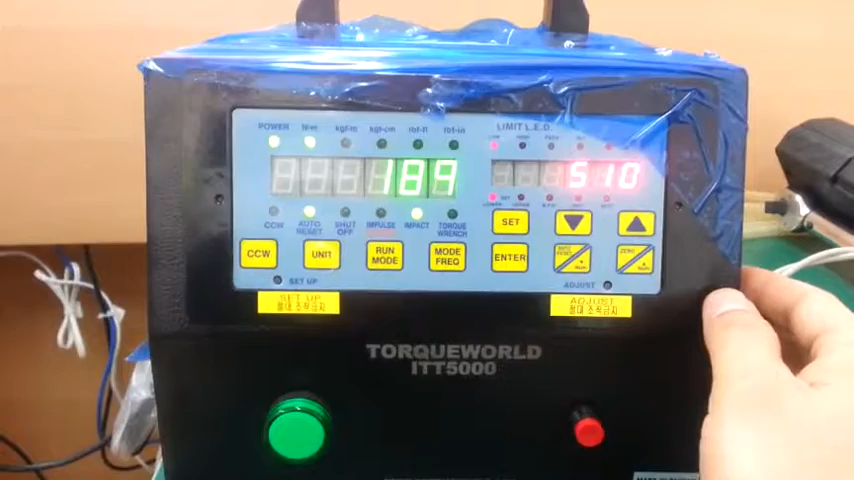 POWER N-m kgf-m kgf-cm lbf-ft lbf-in LIMIT L.E.D
189 510
CCW AUTO RESET SHUT OFF IMPULSE IMPACT TORQUE WRENCH
SET
CCW UNIT RUN MODE MODE FREQ ENTER ZERO
SET UP ADJUST
SET UP ADJUST
절대 조작금지 절대 조작금지
TORQUEWORLD
ITT5000